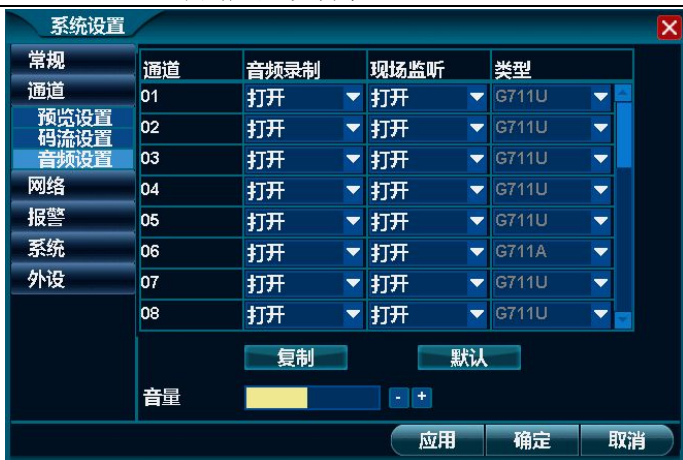 系统设置
常规
通道
预览设置
码流设置
音频设置
网络
报警
系统
外设
通道 音频录制 现场监听 类型
01 打开 打开 G711U
02 打开 打开 G711U
03 打开 打开 G711U
04 打开 打开 G711U
05 打开 打开 G711U
06 打开 打开 G711A
07 打开 打开 G711U
08 打开 打开 G711U
复制 默认
音量 - +
应用 确定 取消